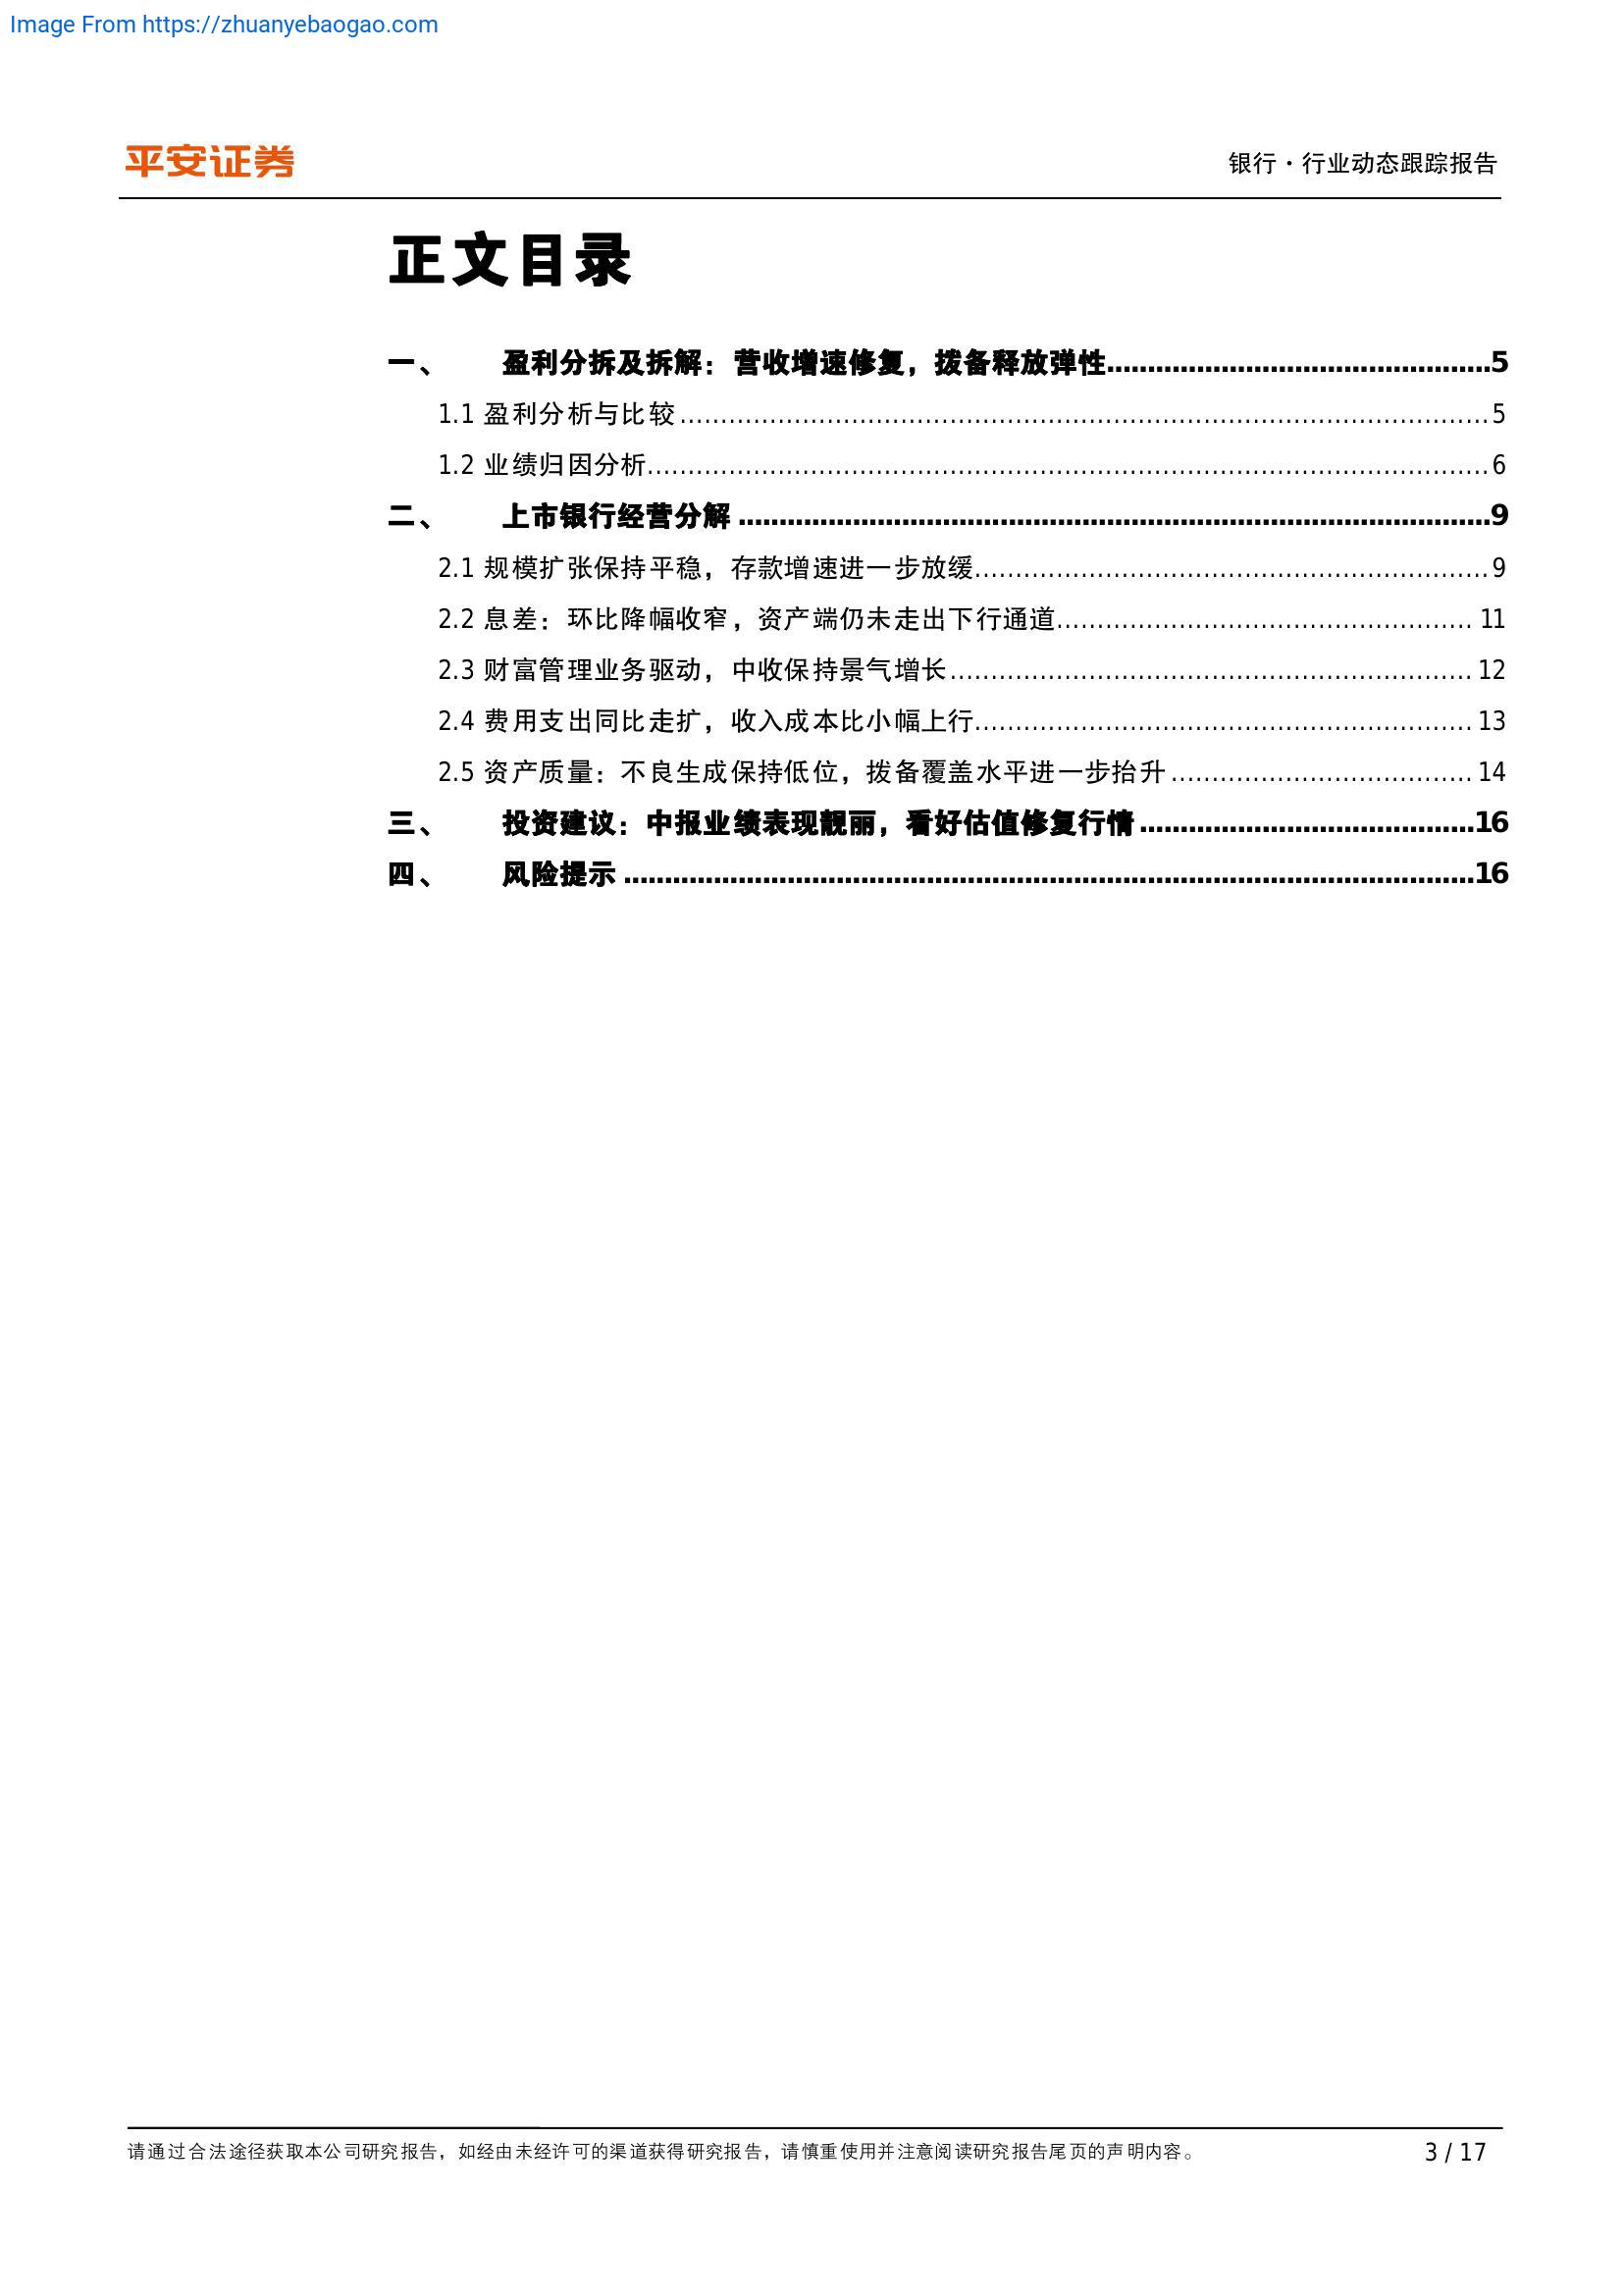 Image From https://zhuanyebaogao.com
平安证券
银行·行业动态跟踪报告
正文目录
一、 盈利分拆及拆解：营收增速修复，拨备释放弹性 5
1.1 盈利分析与比较 5
1.2 业绩归因分析 6
二、 上市银行经营分解 9
2.1 规模扩张保持平稳，存款增速进一步放缓 9
2.2 息差：环比降幅收窄，资产端仍未走出下行通道 11
2.3 财富管理业务驱动，中收保持景气增长 12
2.4 费用支出同比走扩，收入成本比小幅上行 13
2.5 资产质量：不良生成保持低位，拨备覆盖水平进一步抬升 14
三、 投资建议：中报业绩表现靓丽，看好估值修复行情 16
四、 风险提示 16
请通过合法途径获取本公司研究报告，如经由未经许可的渠道获得研究报告，请慎重使用并注意阅读研究报告尾页的声明内容。
3 / 17